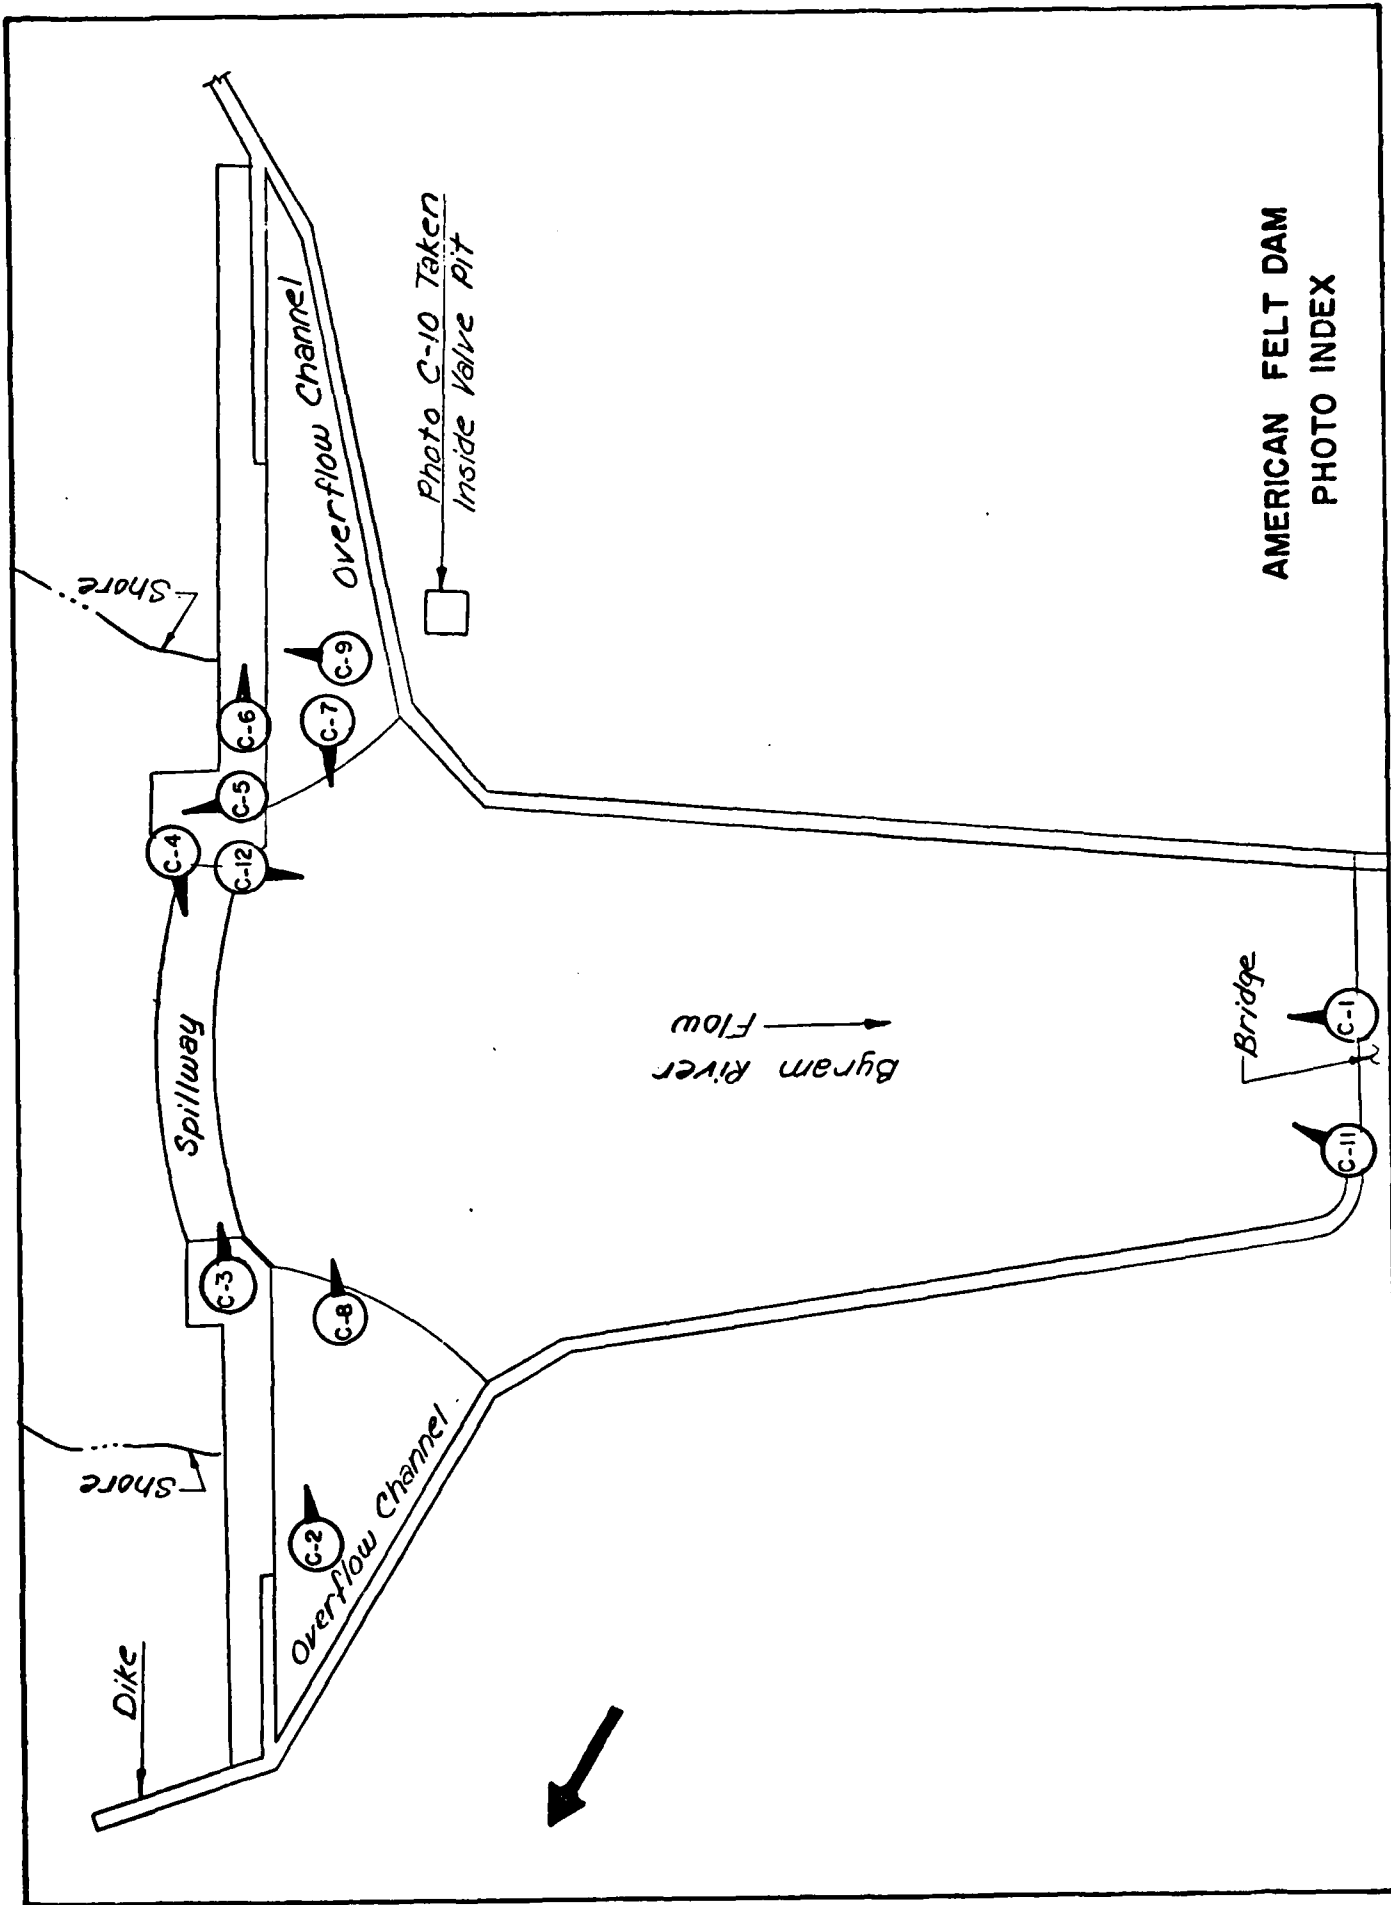 Dike
Shore
Shore
Spillway
Overflow Channel
Overflow Channel
C-2
C-3
C-8
C-4
C-12
C-5
C-6
C-7
C-9
Photo C-10 Taken
Inside Valve Pit
Byram River
Flow
Bridge
C-11
C-1
AMERICAN FELT DAM
PHOTO INDEX